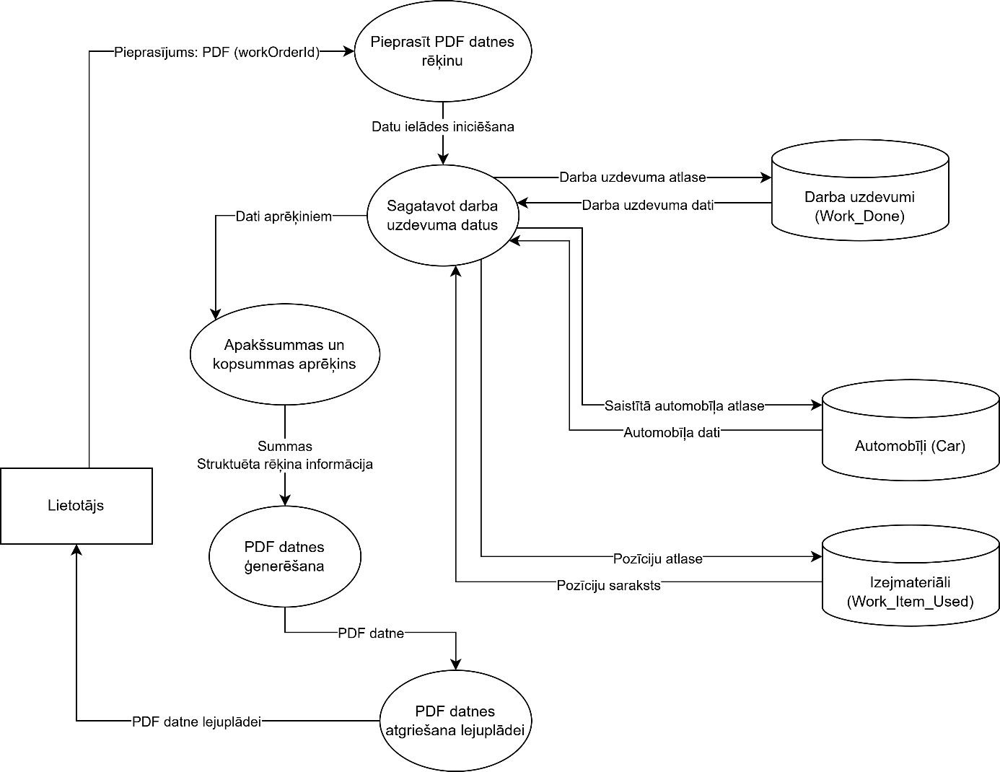 Pieprasīt PDF datnes
rēķinu
Pieprasījums: PDF (workOrderId)
Datu ielādes iniciēšana
Darba uzdevuma atlase
Darba uzdevumi
(Work_Done)
Sagatavot darba
uzdevuma datus
Darba uzdevuma dati
Dati aprēķiniem
Apakšsummas un
kopsummas aprēķins
Saistītā automobīļa atlase
Automobīļa dati
Automobīļi (Car)
Summas
Struktuēta rēķina informācija
Lietotājs
PDF datnes
ģenerēšana
Pozīciju atlase
Pozīciju saraksts
Izejmateriāli
(Work_Item_Used)
PDF datne
PDF datnes
atgriešana lejuplādei
PDF datne lejuplādei